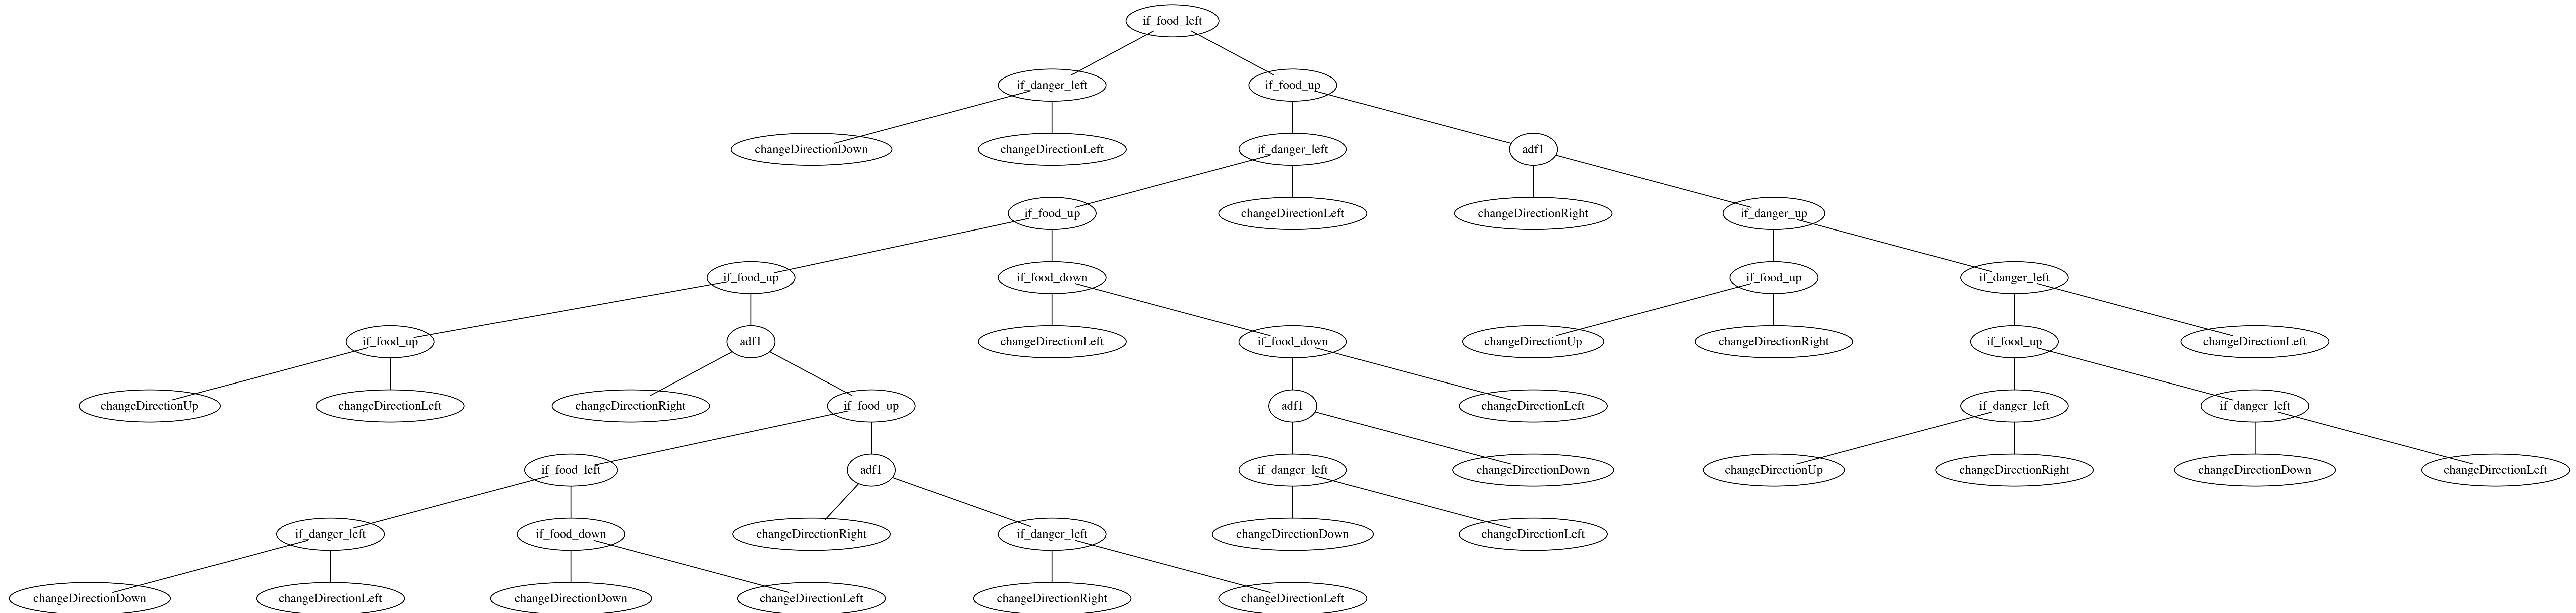 if_food_left
if_danger_left if_food_up
changeDirectionDown changeDirectionLeft if_danger_left adf1
if_food_up changeDirectionLeft changeDirectionRight if_danger_up
if_food_up if_food_down if_food_up if_danger_left
if_food_up adf1 changeDirectionLeft if_food_down changeDirectionUp changeDirectionRight if_food_up changeDirectionLeft
changeDirectionUp changeDirectionLeft changeDirectionRight if_food_up adf1 changeDirectionLeft if_danger_left if_danger_left
if_food_left adf1 if_danger_left changeDirectionDown changeDirectionUp changeDirectionRight changeDirectionDown changeDirectionLeft
if_danger_left if_food_down changeDirectionRight if_danger_left changeDirectionDown changeDirectionLeft
changeDirectionDown changeDirectionLeft changeDirectionDown changeDirectionLeft changeDirectionRight changeDirectionLeft